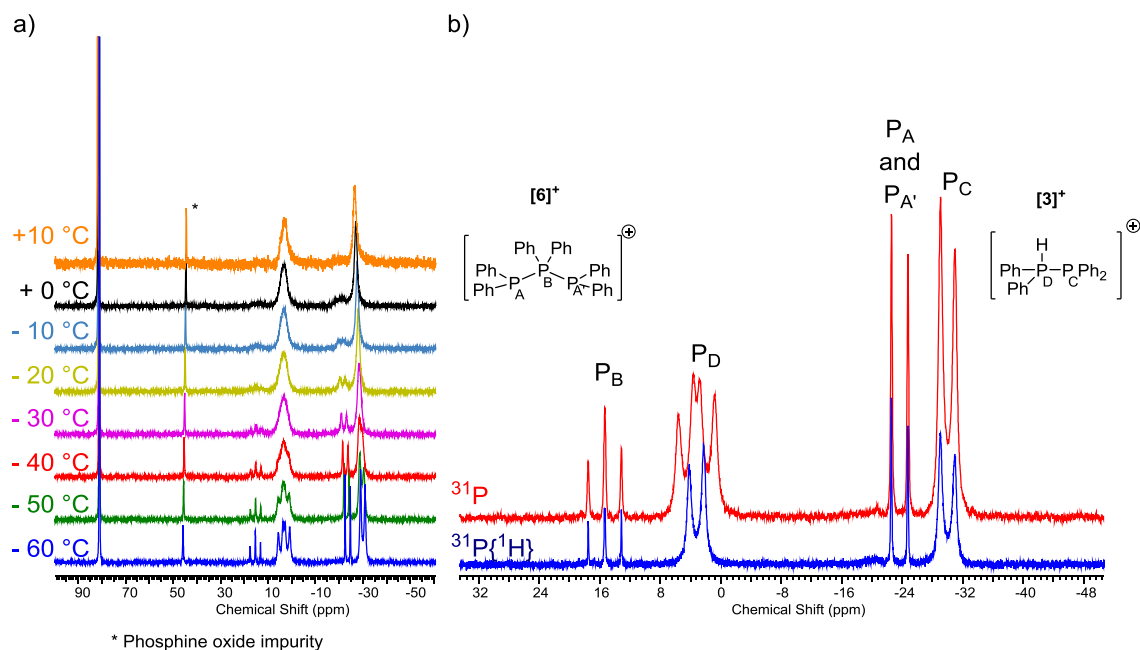 a)
*
+10 °C
+ 0 °C
- 10 °C
- 20 °C
- 30 °C
- 40 °C
- 50 °C
- 60 °C
90 70 50 30 10 -10 -30 -50
Chemical Shift (ppm)
* Phosphine oxide impurity
b)
[6]+
Ph Ph
Ph P P P Ph
Ph A B A' Ph
+
PB
PD
PA
and
PA'
PC
[3]+
H
Ph P PPh2
Ph D C
+
31P
31P{1H}
32 24 16 8 0 -8 -16 -24 -32 -40 -48
Chemical Shift (ppm)